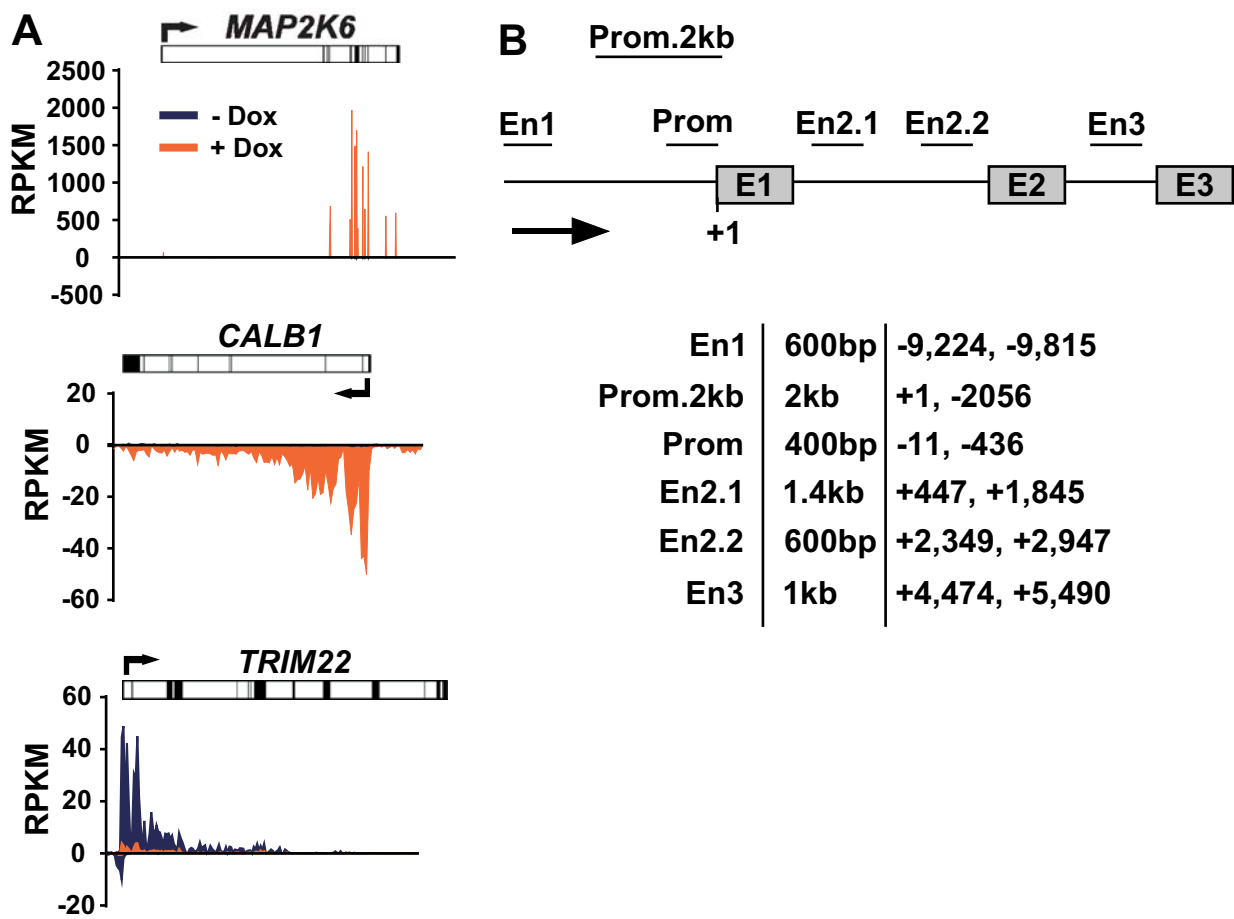 A
MAP2K6
2500
2000
1500
1000
500
0
-500
RPKM
- Dox
+ Dox
CALB1
20
0
-20
-40
-60
RPKM
TRIM22
60
40
20
0
-20
RPKM
B
Prom.2kb
En1 Prom En2.1 En2.2 En3
E1 E2 E3
+1
En1 600bp -9,224, -9,815
Prom.2kb 2kb +1, -2056
Prom 400bp -11, -436
En2.1 1.4kb +447, +1,845
En2.2 600bp +2,349, +2,947
En3 1kb +4,474, +5,490